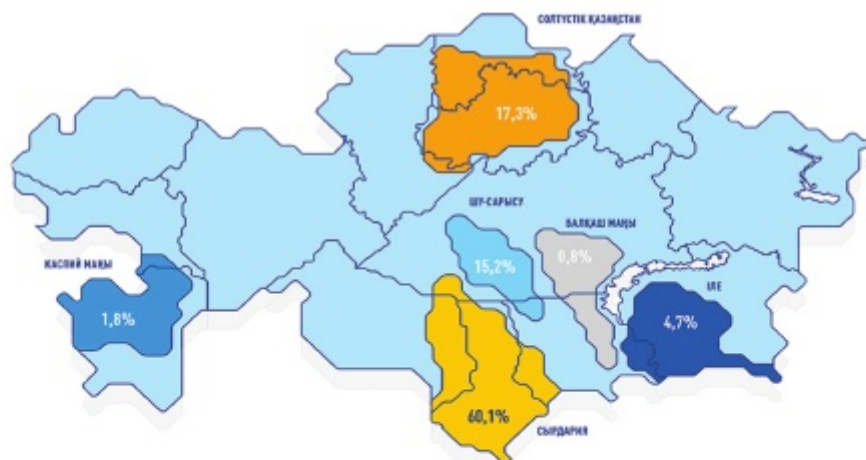 СОЛТҮСТІК ҚАЗАҚСТАН
17,3%
ШУ-САРЫСУ
БАЛҚАШ МАҢЫ
15,2%
0,8%
КАСПИЙ МАҢЫ
1,8%
ІЛЕ
4,7%
60,1%
СЫРДАРИЯ